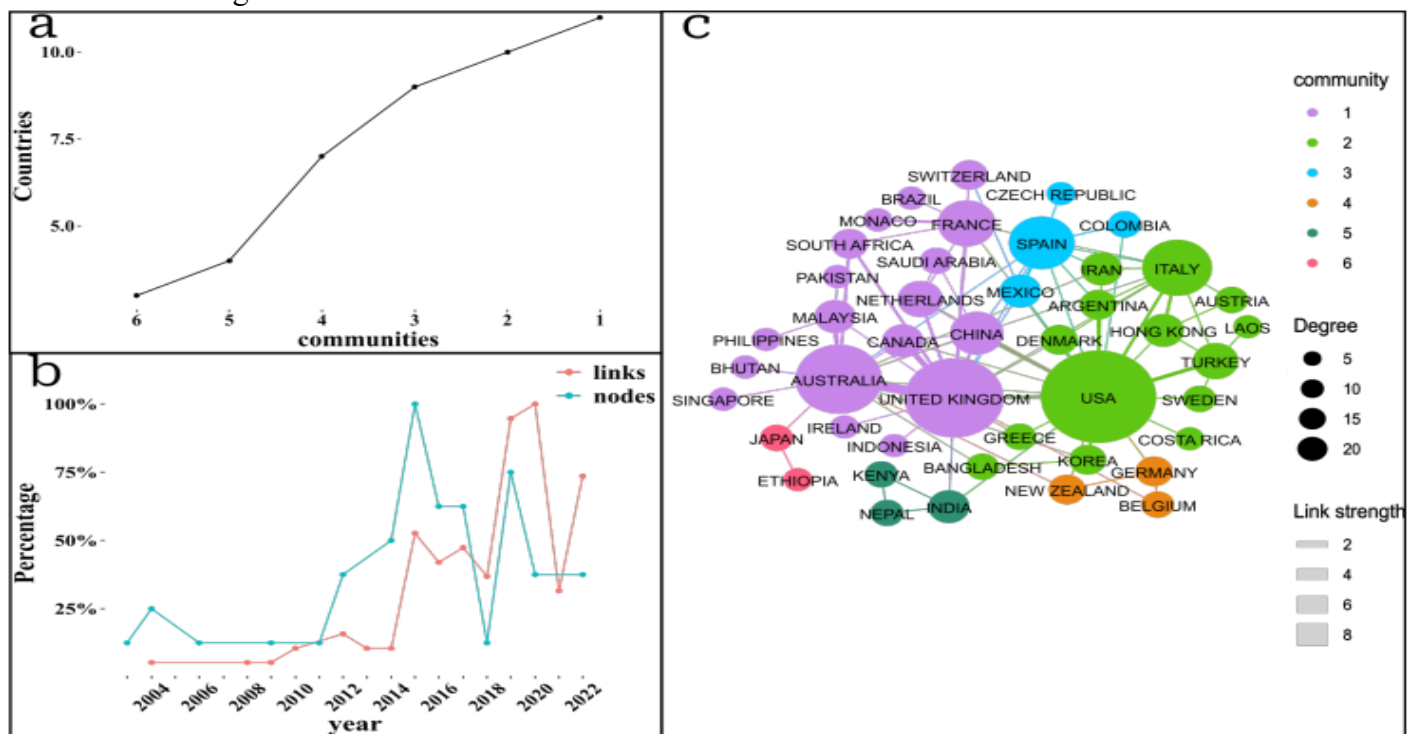 a
10.0
7.5
5.0
Countries
6 5 4 3 2 1
communities
b
links
nodes
100%
75%
50%
25%
Percentage
2004 2006 2008 2010 2012 2014 2016 2018 2020 2022
year
c
SWITZERLAND
BRAZIL
CZECH REPUBLIC
MONACO
FRANCE
COLOMBIA
SOUTH AFRICA
SPAIN
SAUDI ARABIA
IRAN
ITALY
PAKISTAN
NETHERLANDS
MEXICO
ARGENTINA
AUSTRIA
MALAYSIA
CHINA
HONG KONG
LAOS
PHILIPPINES
CANADA
DENMARK
BHUTAN
TURKEY
AUSTRALIA
SINGAPORE
UNITED KINGDOM
USA
SWEDEN
IRELAND
JAPAN
INDONESIA
GREECE
COSTA RICA
ETHIOPIA
KENYA
BANGLADESH
KOREA
GERMANY
NEW ZEALAND
NEPAL
INDIA
BELGIUM
community
1
2
3
4
5
6
Degree
5
10
15
20
Link strength
2
4
6
8